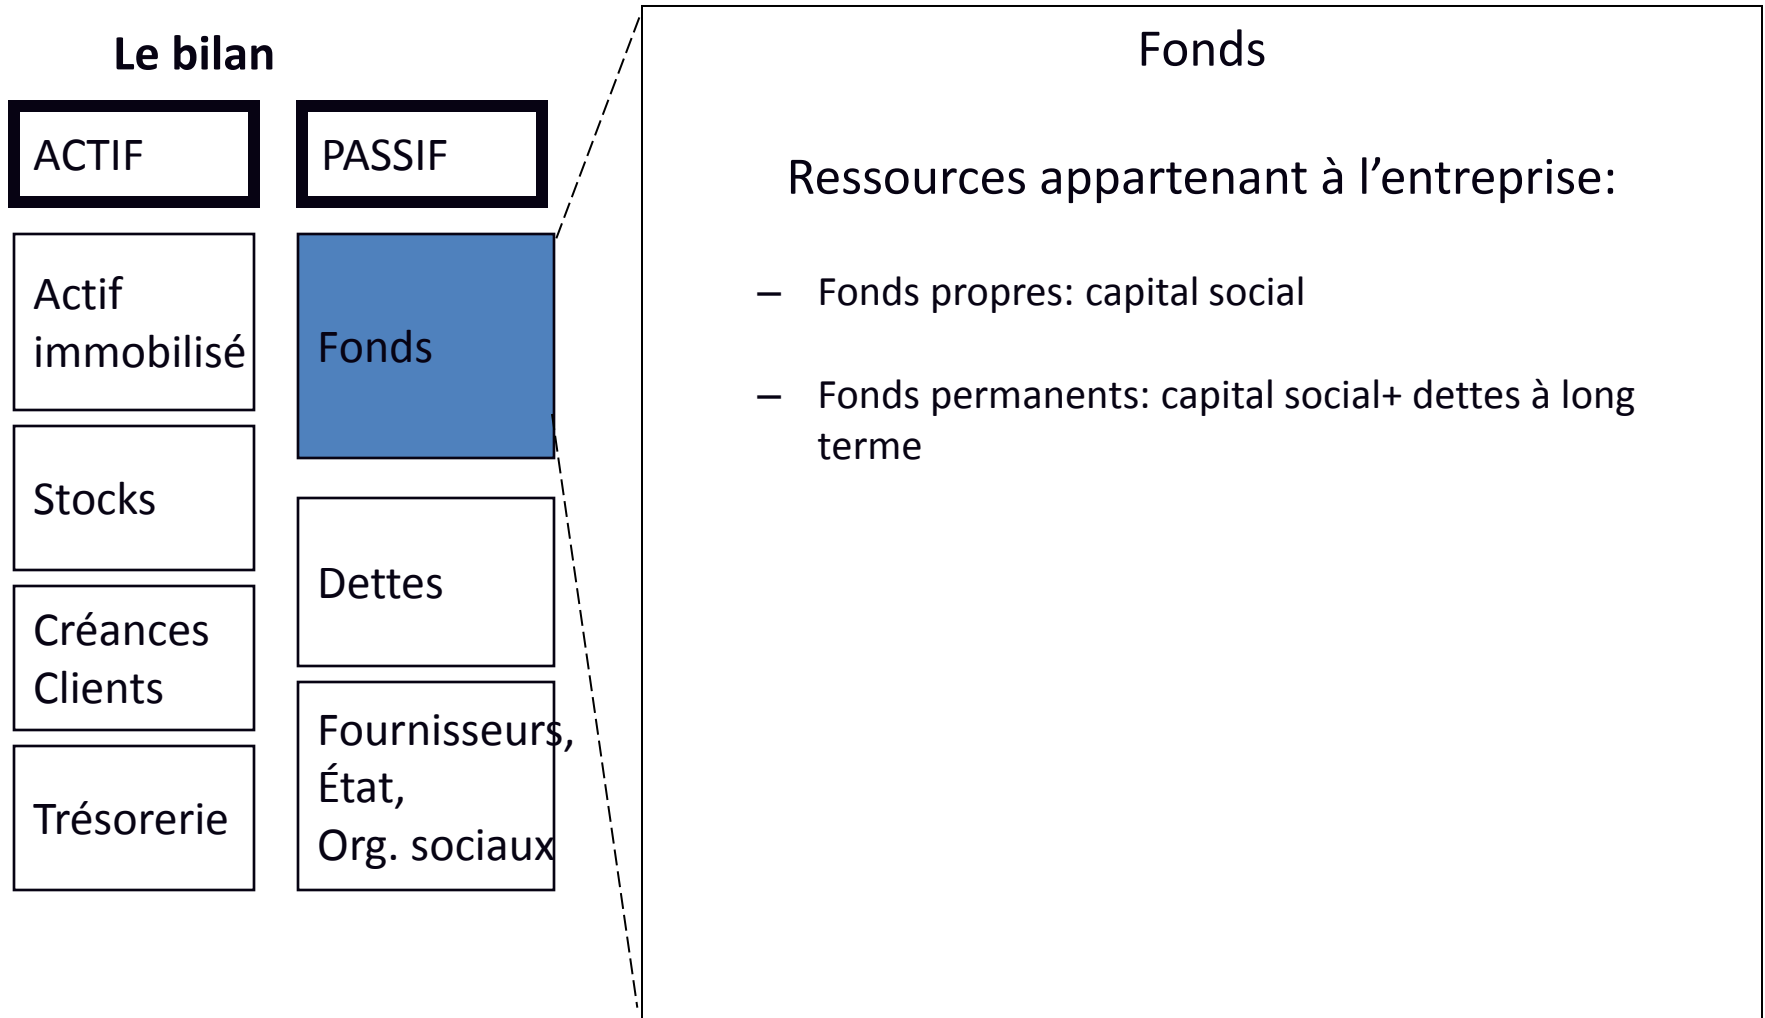 Le bilan
ACTIF
PASSIF
Actif
immobilisé
Stocks
Créances
Clients
Trésorerie
Fonds
Dettes
Fournisseurs,
État,
Org. sociaux
Fonds
Ressources appartenant à l’entreprise:
– Fonds propres: capital social
– Fonds permanents: capital social+ dettes à long
terme